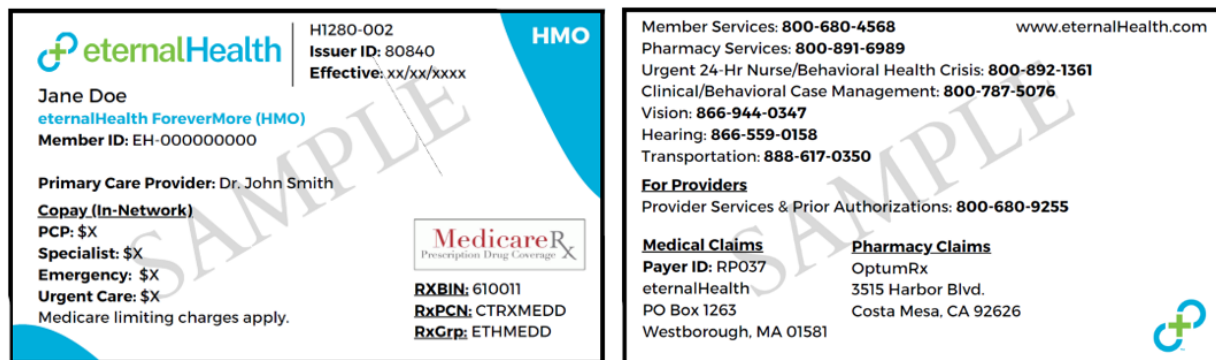 eternalHealth
H1280-002
Issuer ID: 80840
Effective: xx/xx/xxxx
HMO
Jane Doe
eternalHealth ForeverMore (HMO)
Member ID: EH-000000000
Primary Care Provider: Dr. John Smith
Copay (In-Network)
PCP: $X
Specialist: $X
Emergency: $X
Urgent Care: $X
Medicare limiting charges apply.
MedicareRx
Prescription Drug Coverage
RXBIN: 610011
RxPCN: CTRXMEDD
RxGrp: ETHMEDD
SAMPLE
Member Services: 800-680-4568
www.eternalHealth.com
Pharmacy Services: 800-891-6989
Urgent 24-Hr Nurse/Behavioral Health Crisis: 800-892-1361
Clinical/Behavioral Case Management: 800-787-5076
Vision: 866-944-0347
Hearing: 866-559-0158
Transportation: 888-617-0350
For Providers
Provider Services & Prior Authorizations: 800-680-9255
Medical Claims
Payer ID: RP037
eternalHealth
PO Box 1263
Westborough, MA 01581
Pharmacy Claims
OptumRx
3515 Harbor Blvd.
Costa Mesa, CA 92626
SAMPLE